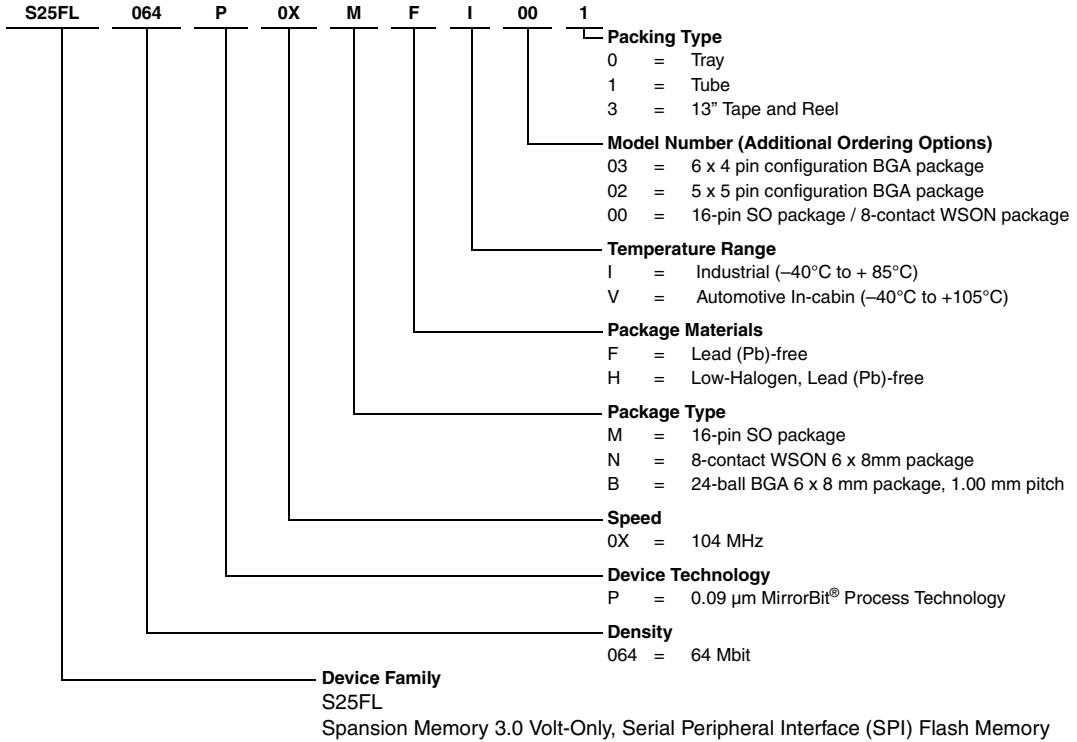 S25FL 064 P 0X M F I 00 1
Packing Type
0 = Tray
1 = Tube
3 = 13” Tape and Reel
Model Number (Additional Ordering Options)
03 = 6 x 4 pin configuration BGA package
02 = 5 x 5 pin configuration BGA package
00 = 16-pin SO package / 8-contact WSON package
Temperature Range
I = Industrial (–40°C to + 85°C)
V = Automotive In-cabin (–40°C to +105°C)
Package Materials
F = Lead (Pb)-free
H = Low-Halogen, Lead (Pb)-free
Package Type
M = 16-pin SO package
N = 8-contact WSON 6 x 8mm package
B = 24-ball BGA 6 x 8 mm package, 1.00 mm pitch
Speed
0X = 104 MHz
Device Technology
P = 0.09 µm MirrorBit® Process Technology
Density
064 = 64 Mbit
Device Family
S25FL
Spansion Memory 3.0 Volt-Only, Serial Peripheral Interface (SPI) Flash Memory